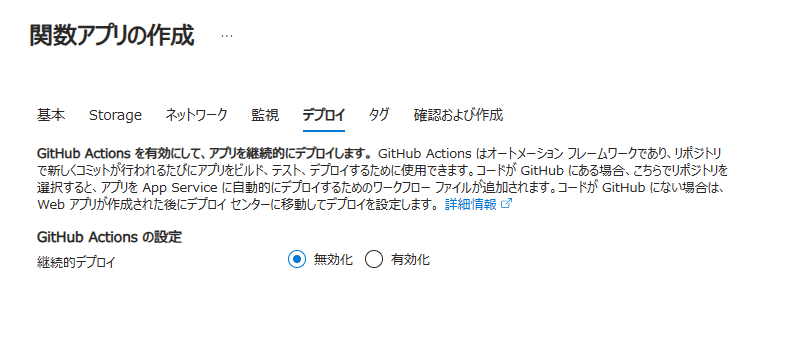 関数アプリの作成 ...
基本 Storage ネットワーク 監視 デプロイ タグ 確認および作成
GitHub Actions を有効にして、アプリを継続的にデプロイします。 GitHub Actions はオートメーション フレームワークであり、リポジトリ
で新しくコミットが行われるたびにアプリをビルド、テスト、デプロイするために使用できます。コードが GitHub にある場合、こちらでリポジトリを
選択すると、アプリを App Service に自動的にデプロイするためのワークフロー ファイルが追加されます。コードが GitHub にない場合は、
Web アプリが作成された後にデプロイ センターに移動してデプロイを設定します。 詳細情報
GitHub Actions の設定
継続的デプロイ 無効化 有効化